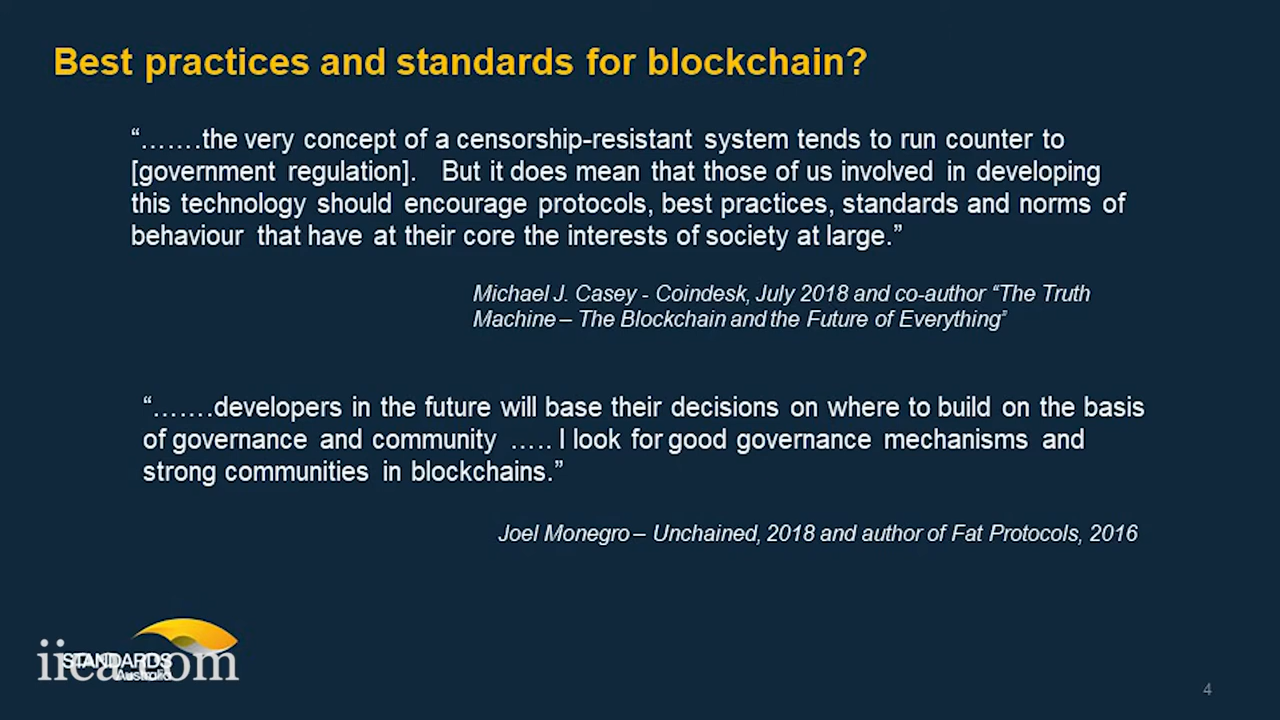 Best practices and standards for blockchain?
“…….the very concept of a censorship-resistant system tends to run counter to
[government regulation]. But it does mean that those of us involved in developing
this technology should encourage protocols, best practices, standards and norms of
behaviour that have at their core the interests of society at large.”
Michael J. Casey - Coindesk, July 2018 and co-author “The Truth
Machine – The Blockchain and the Future of Everything”
“…….developers in the future will base their decisions on where to build on the basis
of governance and community ….. I look for good governance mechanisms and
strong communities in blockchains.”
Joel Monegro – Unchained, 2018 and author of Fat Protocols, 2016
STANDARDS
Australia
iiea.com
4